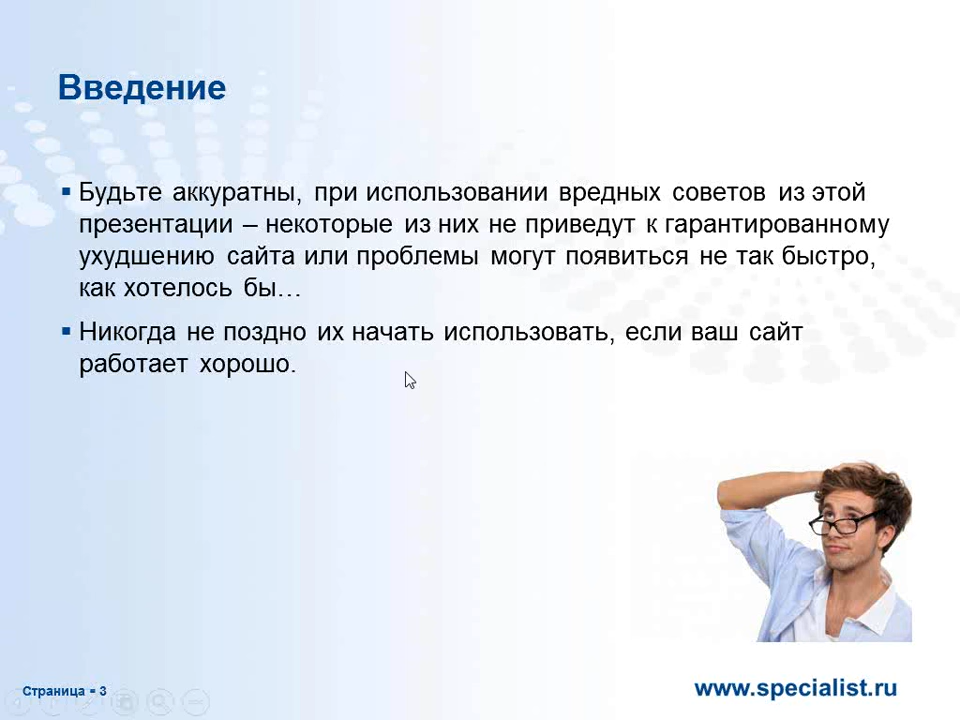 Введение
▪ Будьте аккуратны, при использовании вредных советов из этой
презентации – некоторые из них не приведут к гарантированному
ухудшению сайта или проблемы могут появиться не так быстро,
как хотелось бы…
▪ Никогда не поздно их начать использовать, если ваш сайт
работает хорошо.
Страница ▪ 3
www.specialist.ru